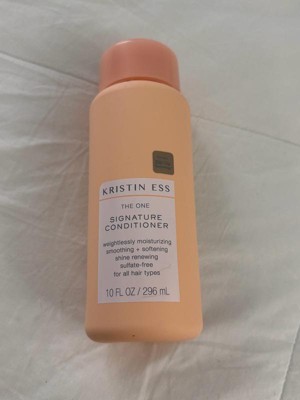 KRISTIN ESS
THE ONE
SIGNATURE
CONDITIONER
weightlessly moisturizing
smoothing + softening
shine renewing
sulfate-free
for all hair types
10 FL OZ / 296 mL